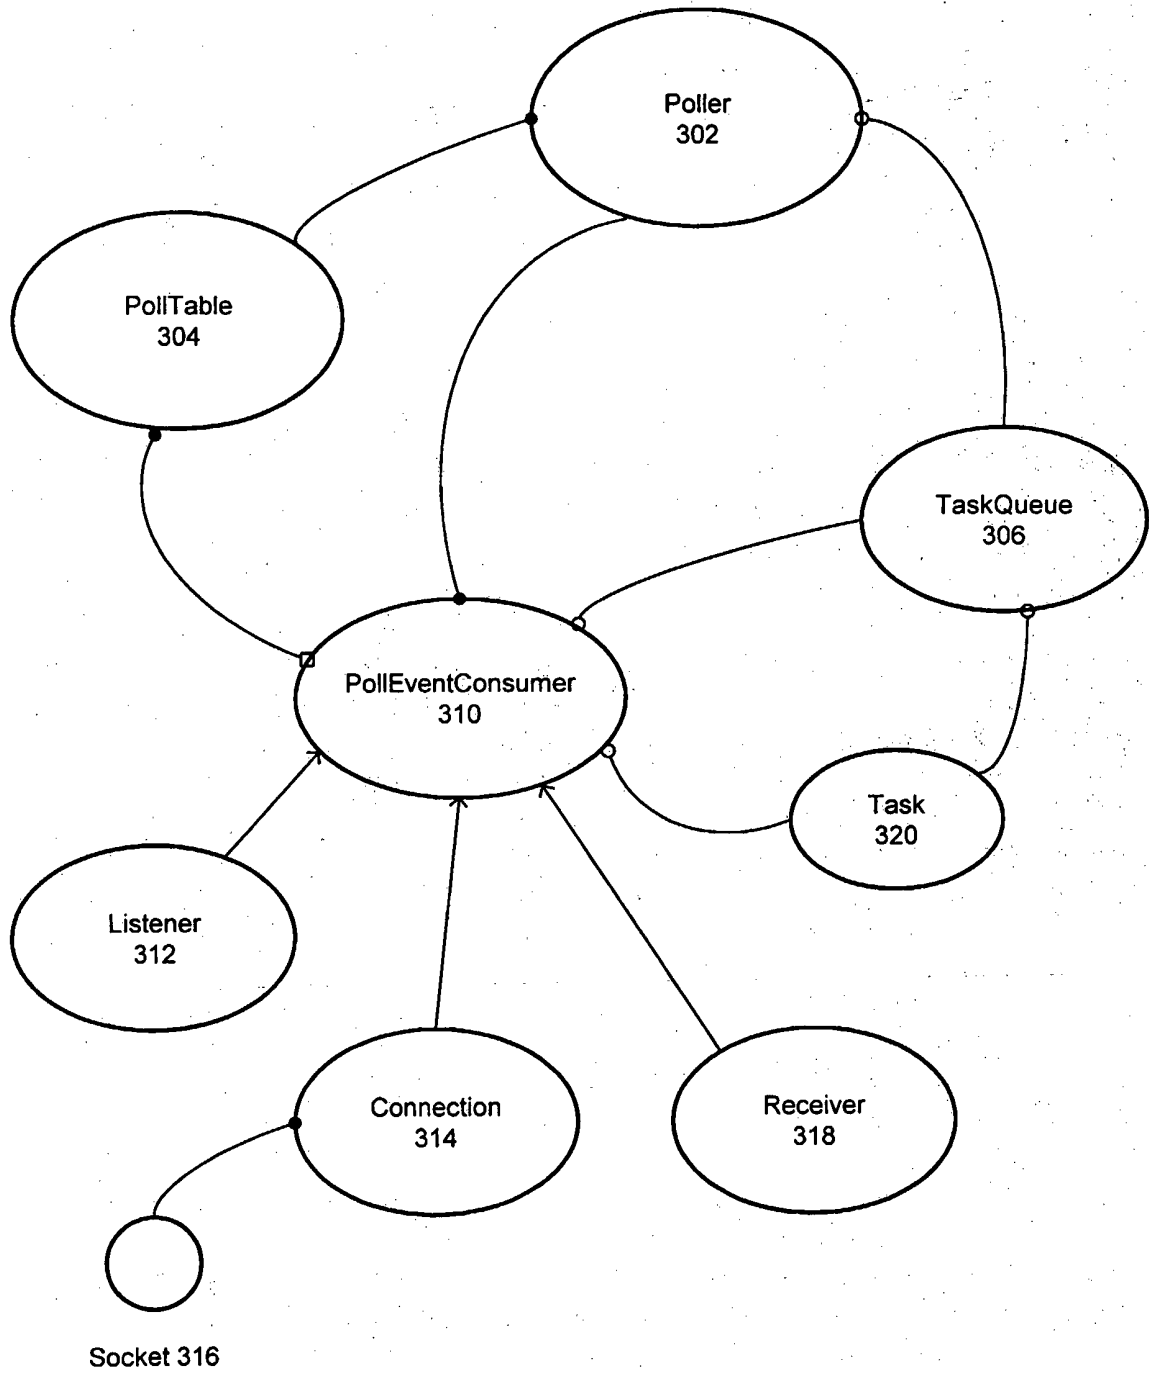 Poller
302
PollTable
304
TaskQueue
306
PollEventConsumer
310
Task
320
Listener
312
Connection
314
Receiver
318
Socket 316